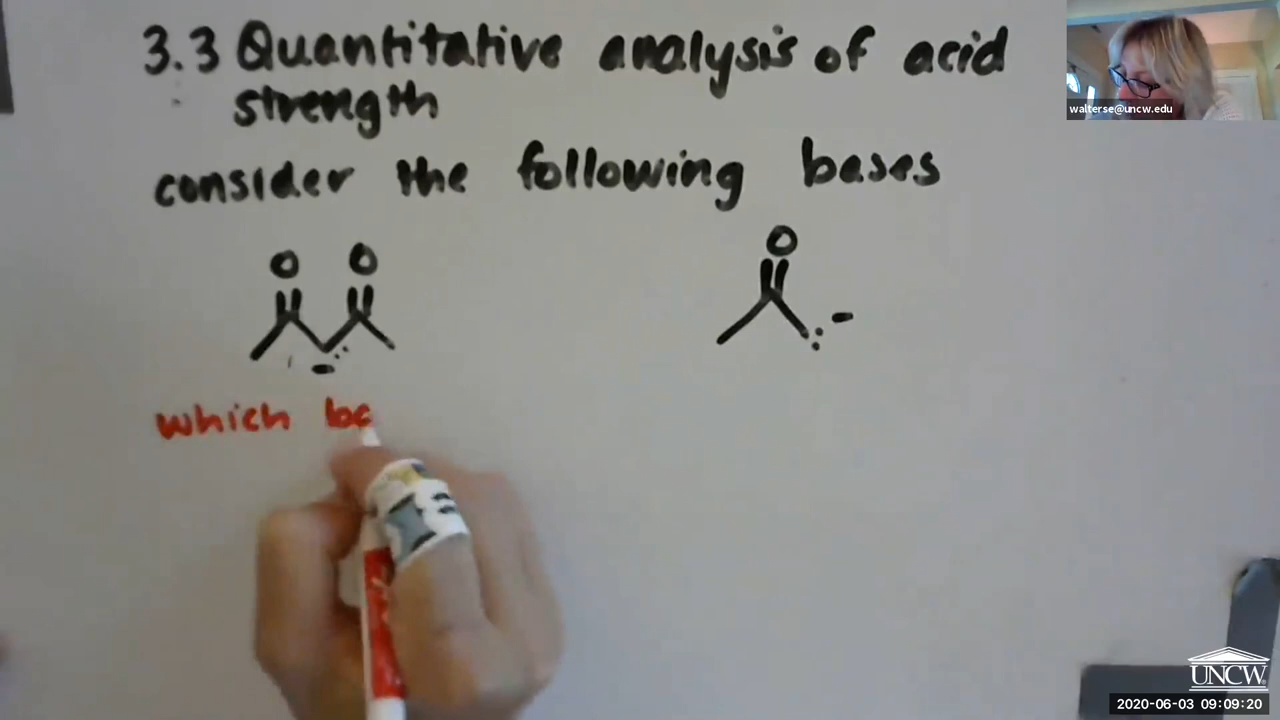 3.3 Quantitative analysis of acid
strength
consider the following bases
O O O
which ba
walterse@uncw.edu
UNCW
2020-06-03 09:09:20